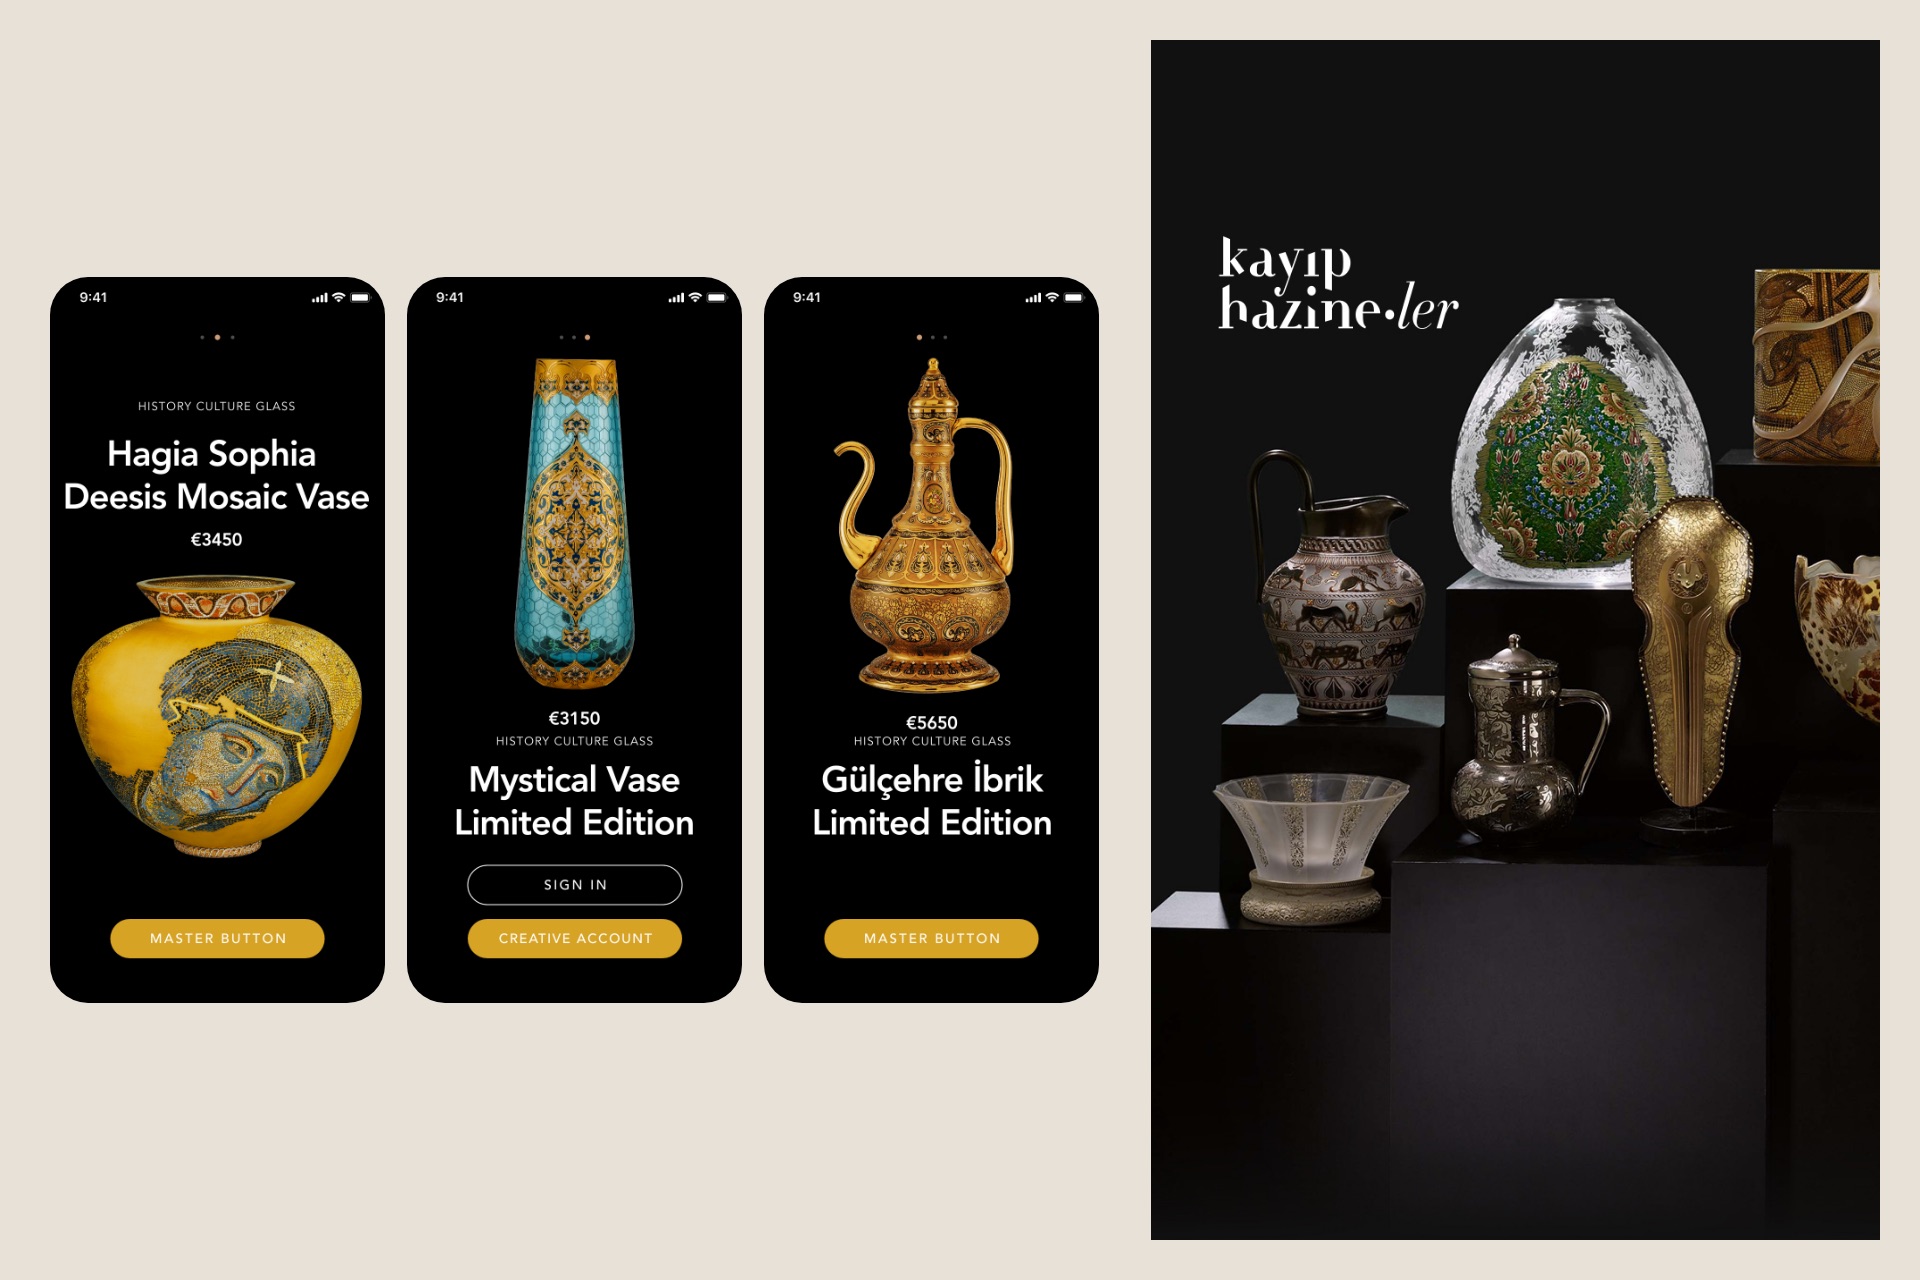 9:41
HISTORY CULTURE GLASS
Hagia Sophia
Deesis Mosaic Vase
€3450
MASTER BUTTON
9:41
€3150
HISTORY CULTURE GLASS
Mystical Vase
Limited Edition
SIGN IN
CREATIVE ACCOUNT
9:41
€5650
HISTORY CULTURE GLASS
Gülçehre İbrik
Limited Edition
MASTER BUTTON
kayıp
hazine•ler